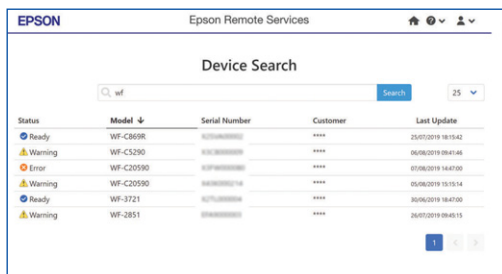 EPSON Epson Remote Services
Device Search
wf Search 25
Status Model Serial Number Customer Last Update
Ready WF-C869R **** 25/07/2019 18:15:42
Warning WF-C5290 **** 06/08/2019 09:41:46
Error WF-C20590 **** 07/08/2019 14:47:00
Warning WF-C20590 **** 05/08/2019 15:15:14
Ready WF-3721 **** 30/06/2019 18:47:00
Warning WF-2851 **** 26/07/2019 09:45:15
1